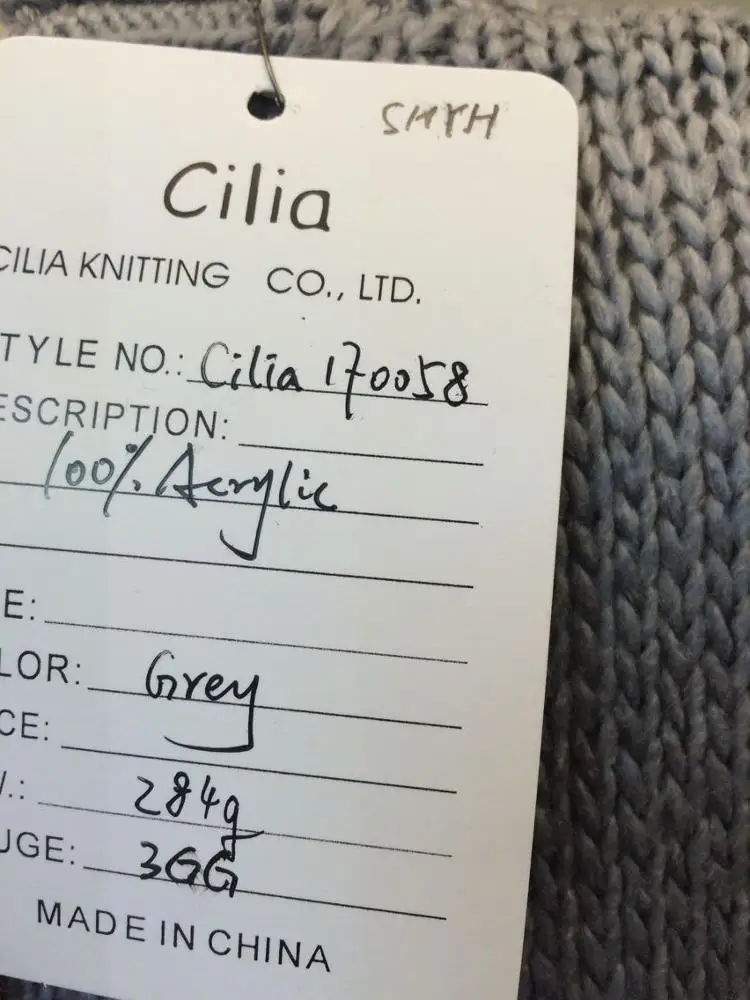 SHYH
Cilia
CILIA KNITTING CO., LTD.
TYLE NO.: Cilia 170058
ESCRIPTION:
100% Acrylic
E:
LOR: Grey
CE:
.: 284g
UGE: 3GG
MADE IN CHINA